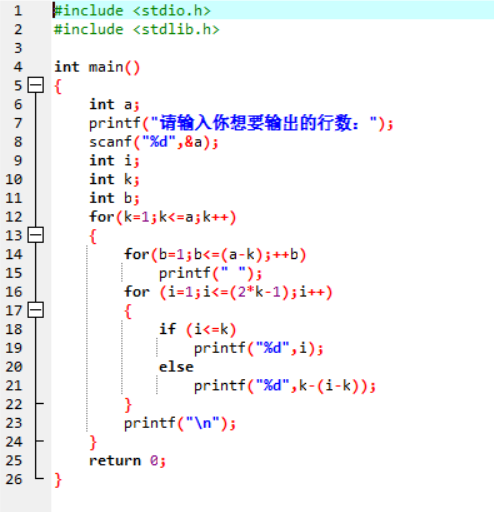 1 #include <stdio.h>
2 #include <stdlib.h>
3
4 int main()
5 {
6 int a;
7 printf("请输入你想要输出的行数: ");
8 scanf("%d",&a);
9 int i;
10 int k;
11 int b;
12 for(k=1;k<=a;k++)
13 {
14 for(b=1;b<=(a-k);++b)
15 printf(" ");
16 for (i=1;i<=(2*k-1);i++)
17 {
18 if (i<=k)
19 printf("%d",i);
20 else
21 printf("%d",k-(i-k));
22 }
23 printf("\n");
24 }
25 return 0;
26 }